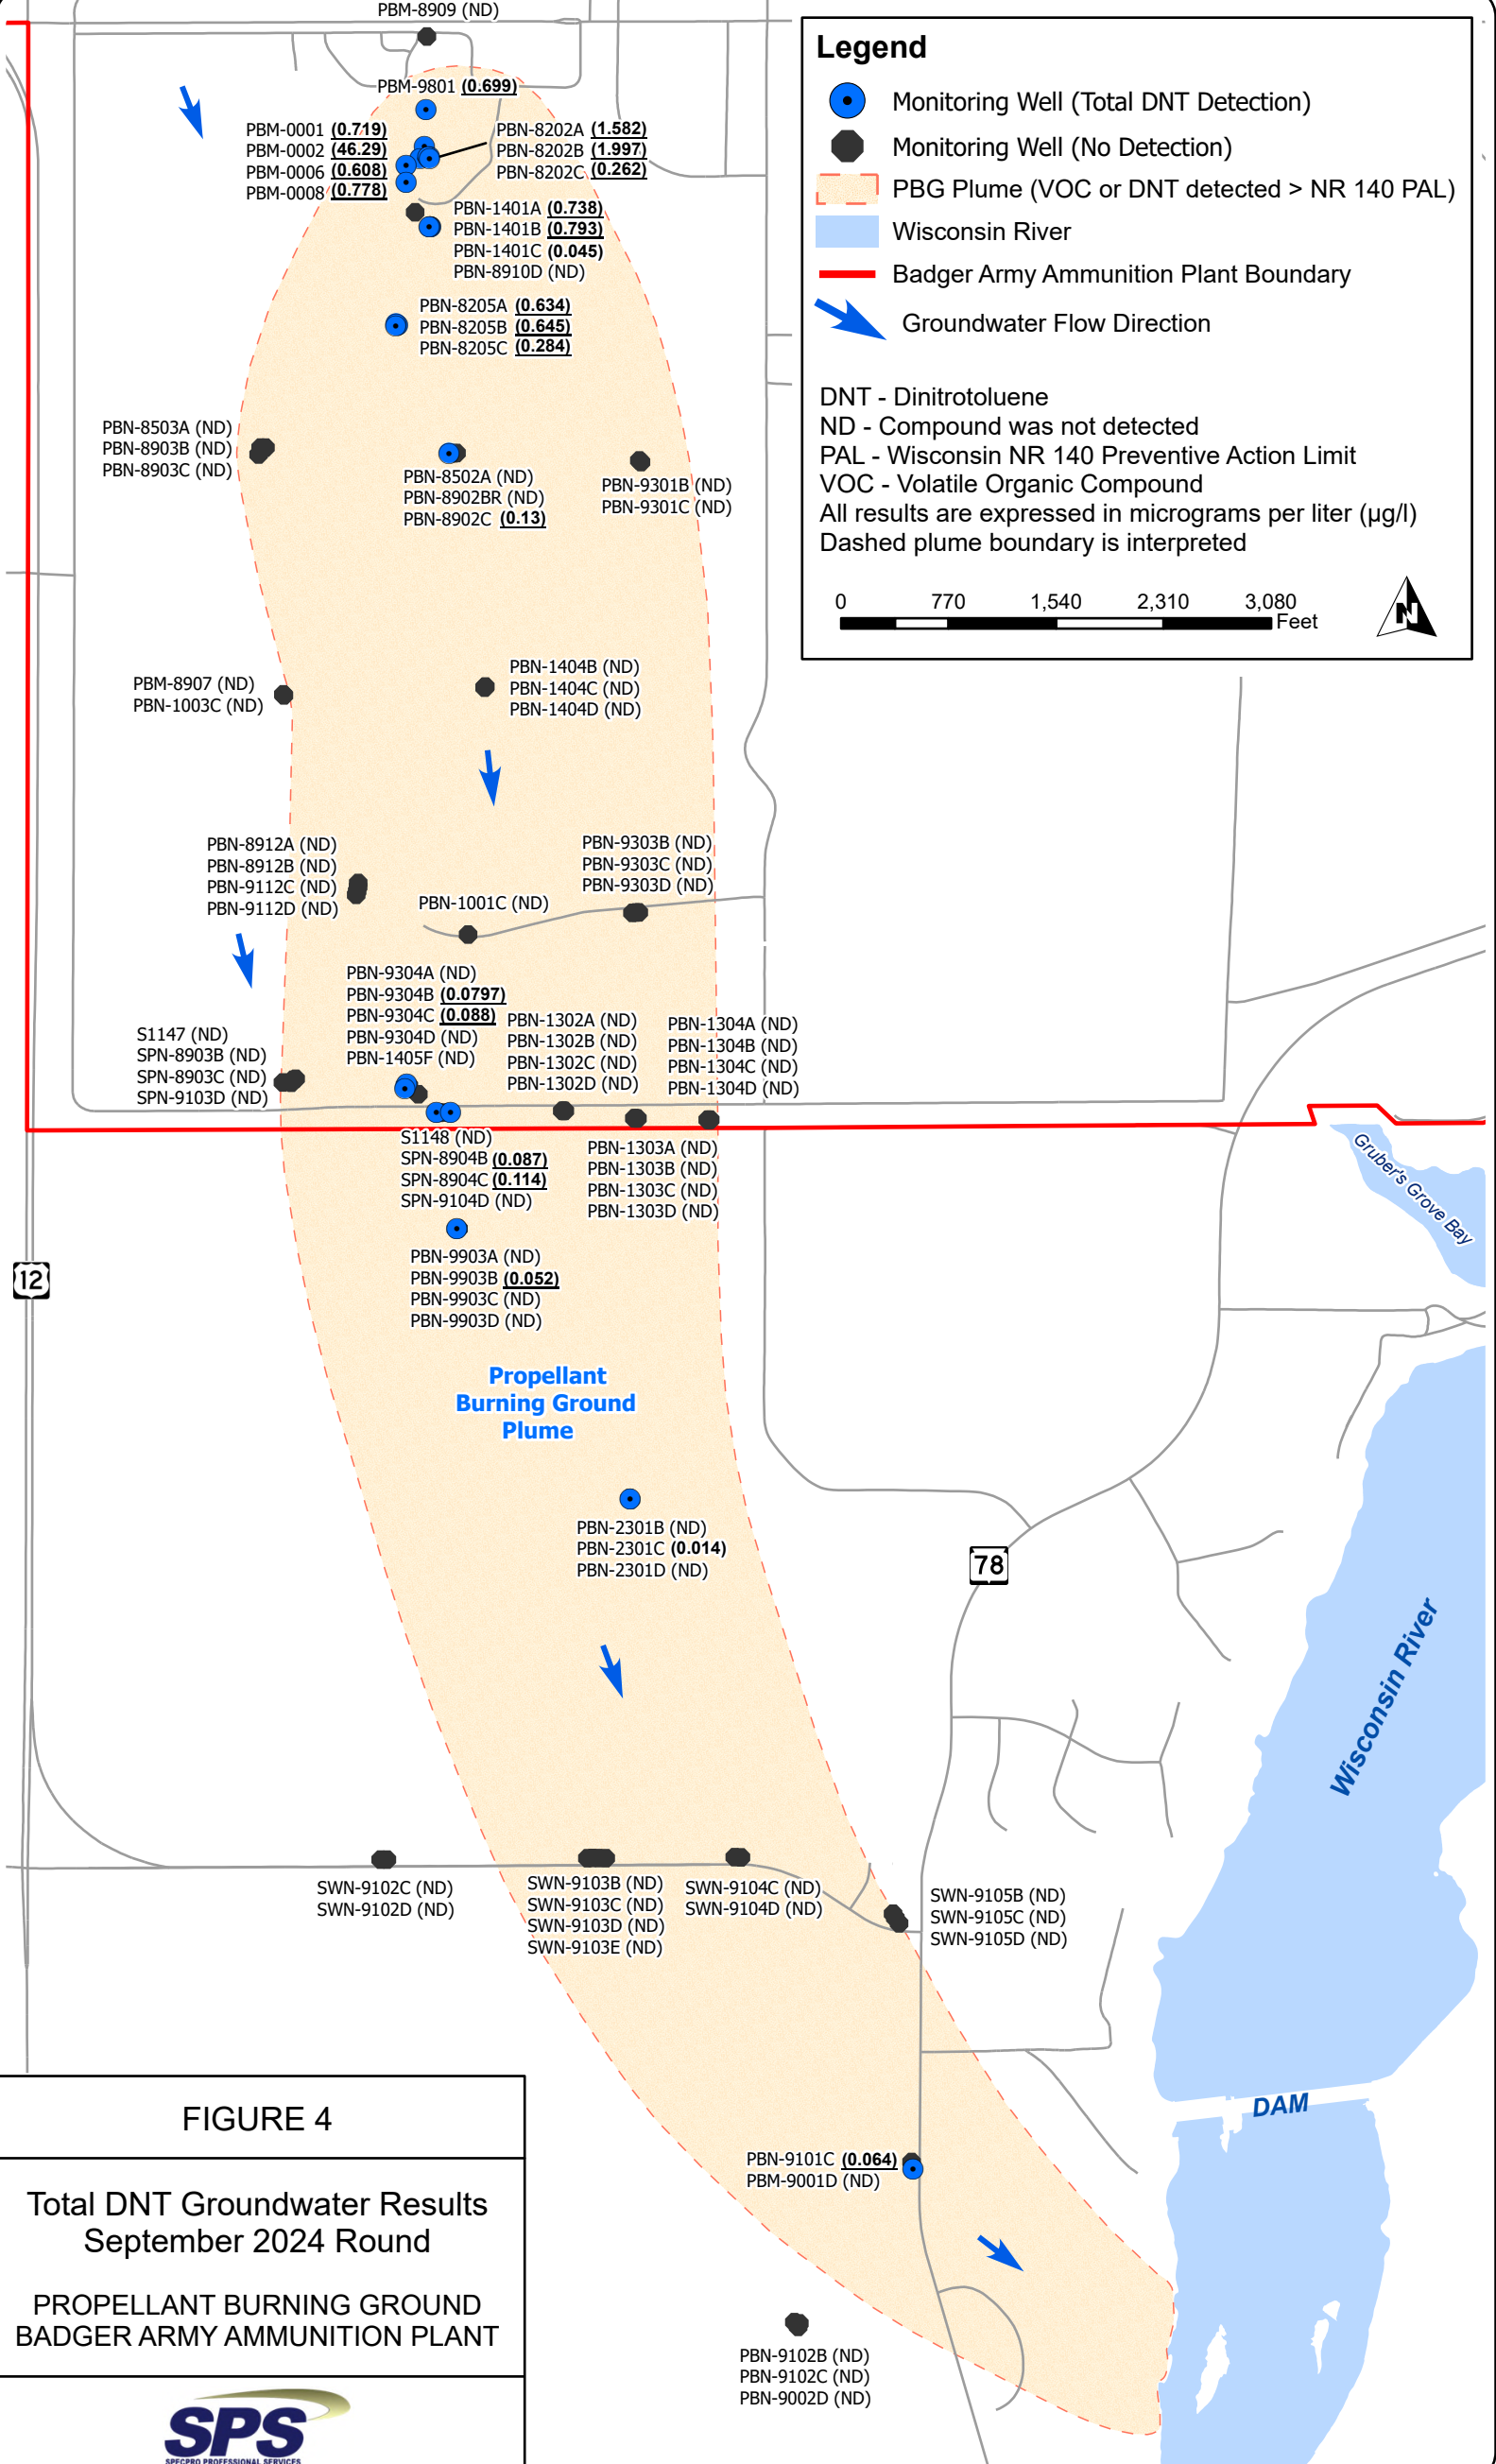 PBM-8909 (ND)
PBM-9801 (0.699)
PBM-0001 (0.719)
PBM-0002 (46.29)
PBM-0006 (0.608)
PBM-0008 (0.778)
PBN-8202A (1.582)
PBN-8202B (1.997)
PBN-8202C (0.262)
PBN-1401A (0.738)
PBN-1401B (0.793)
PBN-1401C (0.045)
PBN-8910D (ND)
PBN-8205A (0.634)
PBN-8205B (0.645)
PBN-8205C (0.284)
PBN-8503A (ND)
PBN-8903B (ND)
PBN-8903C (ND)
PBN-8502A (ND)
PBN-8902BR (ND)
PBN-8902C (0.13)
PBN-9301B (ND)
PBN-9301C (ND)
Legend
Monitoring Well (Total DNT Detection)
Monitoring Well (No Detection)
PBG Plume (VOC or DNT detected > NR 140 PAL)
Wisconsin River
Badger Army Ammunition Plant Boundary
Groundwater Flow Direction
DNT - Dinitrotoluene
ND - Compound was not detected
PAL - Wisconsin NR 140 Preventive Action Limit
VOC - Volatile Organic Compound
All results are expressed in micrograms per liter (µg/l)
Dashed plume boundary is interpreted
0 770 1,540 2,310 3,080
Feet
N
PBM-8907 (ND)
PBN-1003C (ND)
PBN-1404B (ND)
PBN-1404C (ND)
PBN-1404D (ND)
PBN-8912A (ND)
PBN-8912B (ND)
PBN-9112C (ND)
PBN-9112D (ND)
PBN-1001C (ND)
PBN-9303B (ND)
PBN-9303C (ND)
PBN-9303D (ND)
PBN-9304A (ND)
PBN-9304B (0.0797)
PBN-9304C (0.088)
PBN-9304D (ND)
PBN-1405F (ND)
PBN-1302A (ND)
PBN-1302B (ND)
PBN-1302C (ND)
PBN-1302D (ND)
PBN-1304A (ND)
PBN-1304B (ND)
PBN-1304C (ND)
PBN-1304D (ND)
S1147 (ND)
SPN-8903B (ND)
SPN-8903C (ND)
SPN-9103D (ND)
S1148 (ND)
SPN-8904B (0.087)
SPN-8904C (0.114)
SPN-9104D (ND)
PBN-1303A (ND)
PBN-1303B (ND)
PBN-1303C (ND)
PBN-1303D (ND)
Gruber's Grove Bay
12
PBN-9903A (ND)
PBN-9903B (0.052)
PBN-9903C (ND)
PBN-9903D (ND)
Propellant
Burning Ground
Plume
PBN-2301B (ND)
PBN-2301C (0.014)
PBN-2301D (ND)
78
Wisconsin River
SWN-9102C (ND)
SWN-9102D (ND)
SWN-9103B (ND)
SWN-9103C (ND)
SWN-9103D (ND)
SWN-9103E (ND)
SWN-9104C (ND)
SWN-9104D (ND)
SWN-9105B (ND)
SWN-9105C (ND)
SWN-9105D (ND)
DAM
PBN-9101C (0.064)
PBM-9001D (ND)
PBN-9102B (ND)
PBN-9102C (ND)
PBN-9002D (ND)
FIGURE 4
Total DNT Groundwater Results
September 2024 Round
PROPELLANT BURNING GROUND
BADGER ARMY AMMUNITION PLANT
SPS
SPECPRO PROFESSIONAL SERVICES